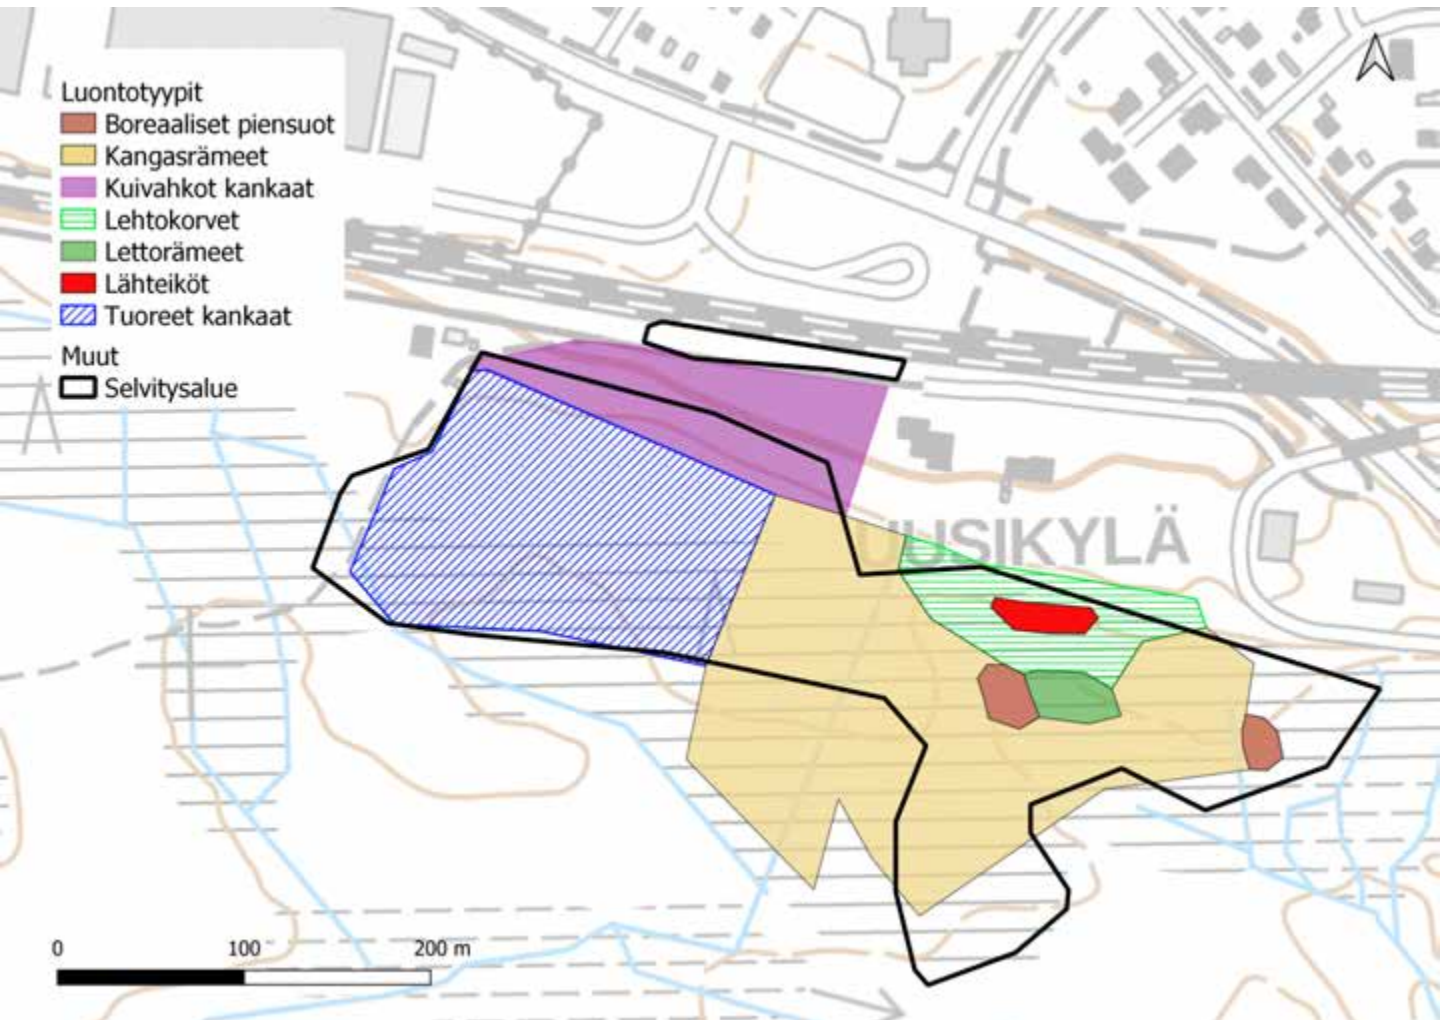 Luontotyypit
Boreaaliset piensuot
Kangasrämeet
Kuivahkot kankaat
Lehtokorvet
Lettorämeet
Lähteiköt
Tuoreet kankaat
Muut
Selvitysalue
UUSIKYLÄ
0 100 200 m